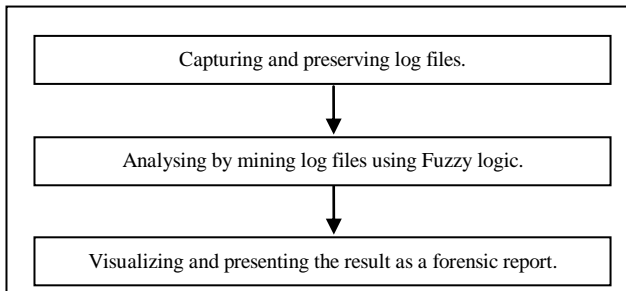 Capturing and preserving log files.
Analysing by mining log files using Fuzzy logic.
Visualizing and presenting the result as a forensic report.